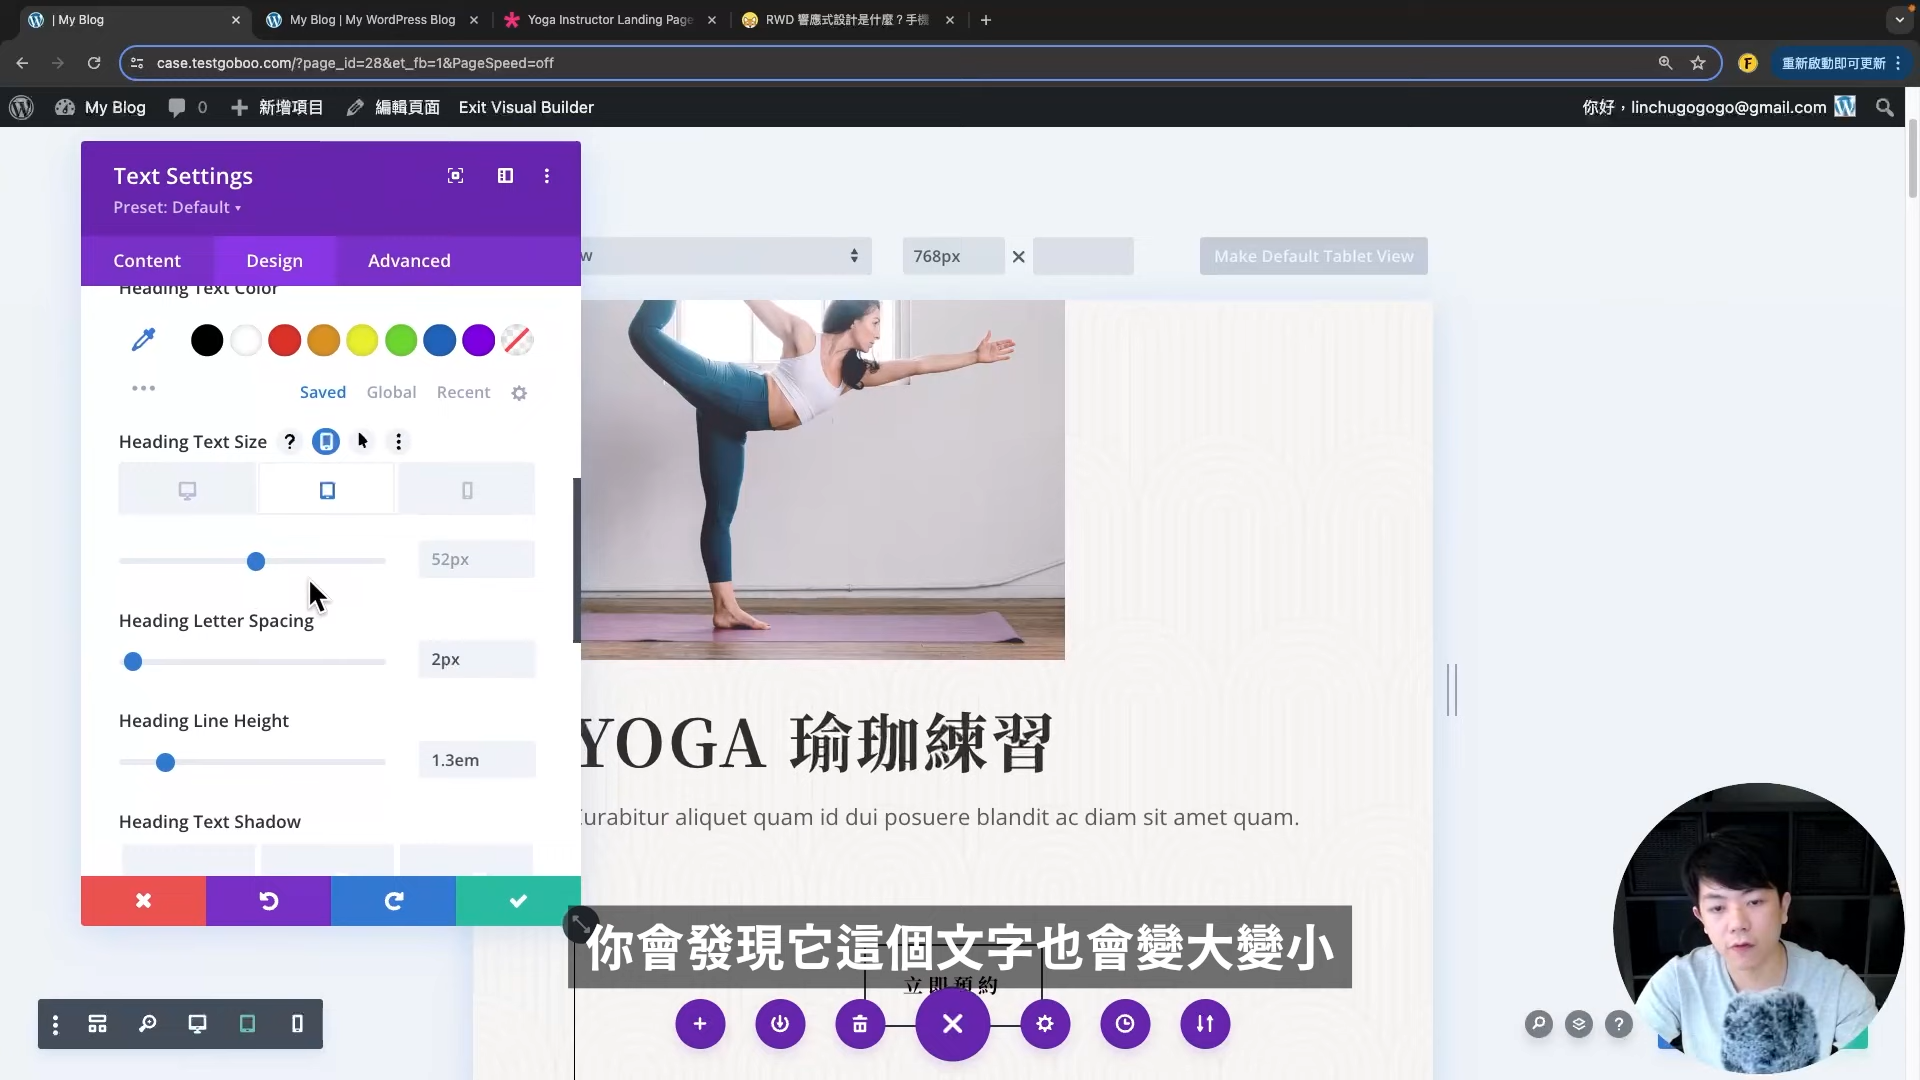 | My Blog
My Blog | My WordPress Blog
Yoga Instructor Landing Page
RWD 響應式設計是什麼？手機
case.testgoboo.com/?page_id=28&et_fb=1&PageSpeed=off
重新啟動即可更新
My Blog
0
新增項目
編輯頁面
Exit Visual Builder
你好，linchugogogo@gmail.com
Text Settings
Preset: Default
Content
Design
Advanced
768px
Make Default Tablet View
Heading Text Color
Saved
Global
Recent
Heading Text Size
52px
Heading Letter Spacing
2px
Heading Line Height
1.3em
Heading Text Shadow
YOGA 瑜珈練習
Curabitur aliquet quam id dui posuere blandit ac diam sit amet quam.
你會發現它這個文字也會變大變小
立即預約